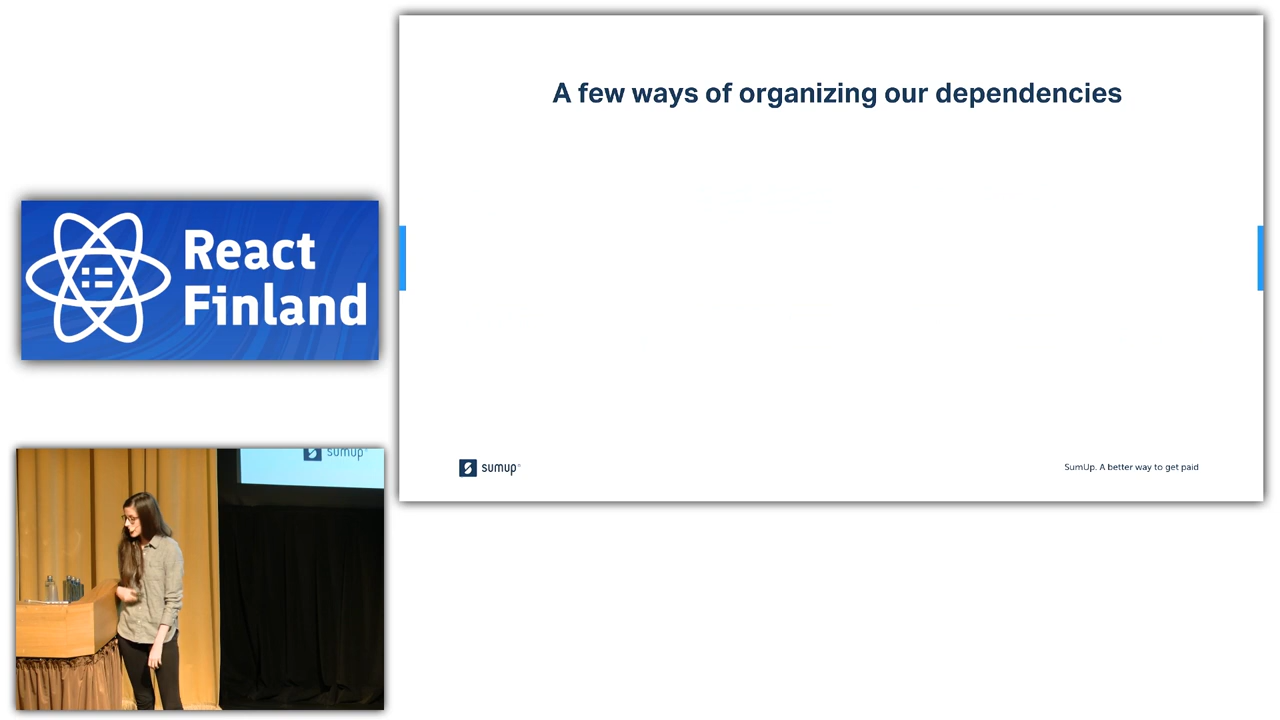 A few ways of organizing our dependencies
React
Finland
sumup®
SumUp. A better way to get paid
sumup